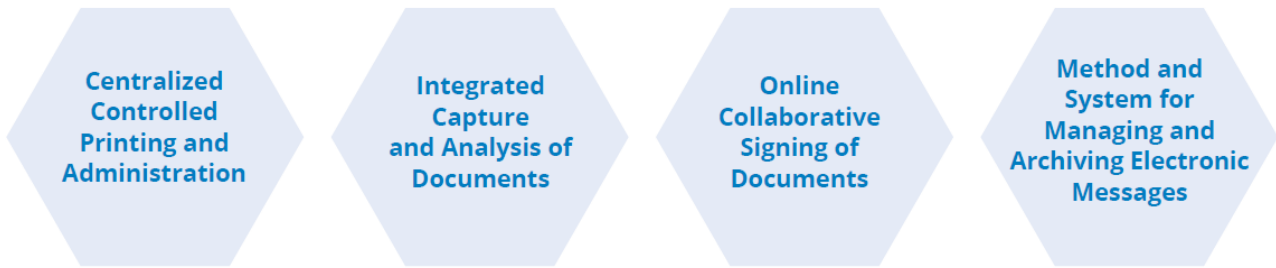 Centralized
Controlled
Printing and
Administration
Integrated
Capture
and Analysis of
Documents
Online
Collaborative
Signing of
Documents
Method and
System for
Managing and
Archiving Electronic
Messages